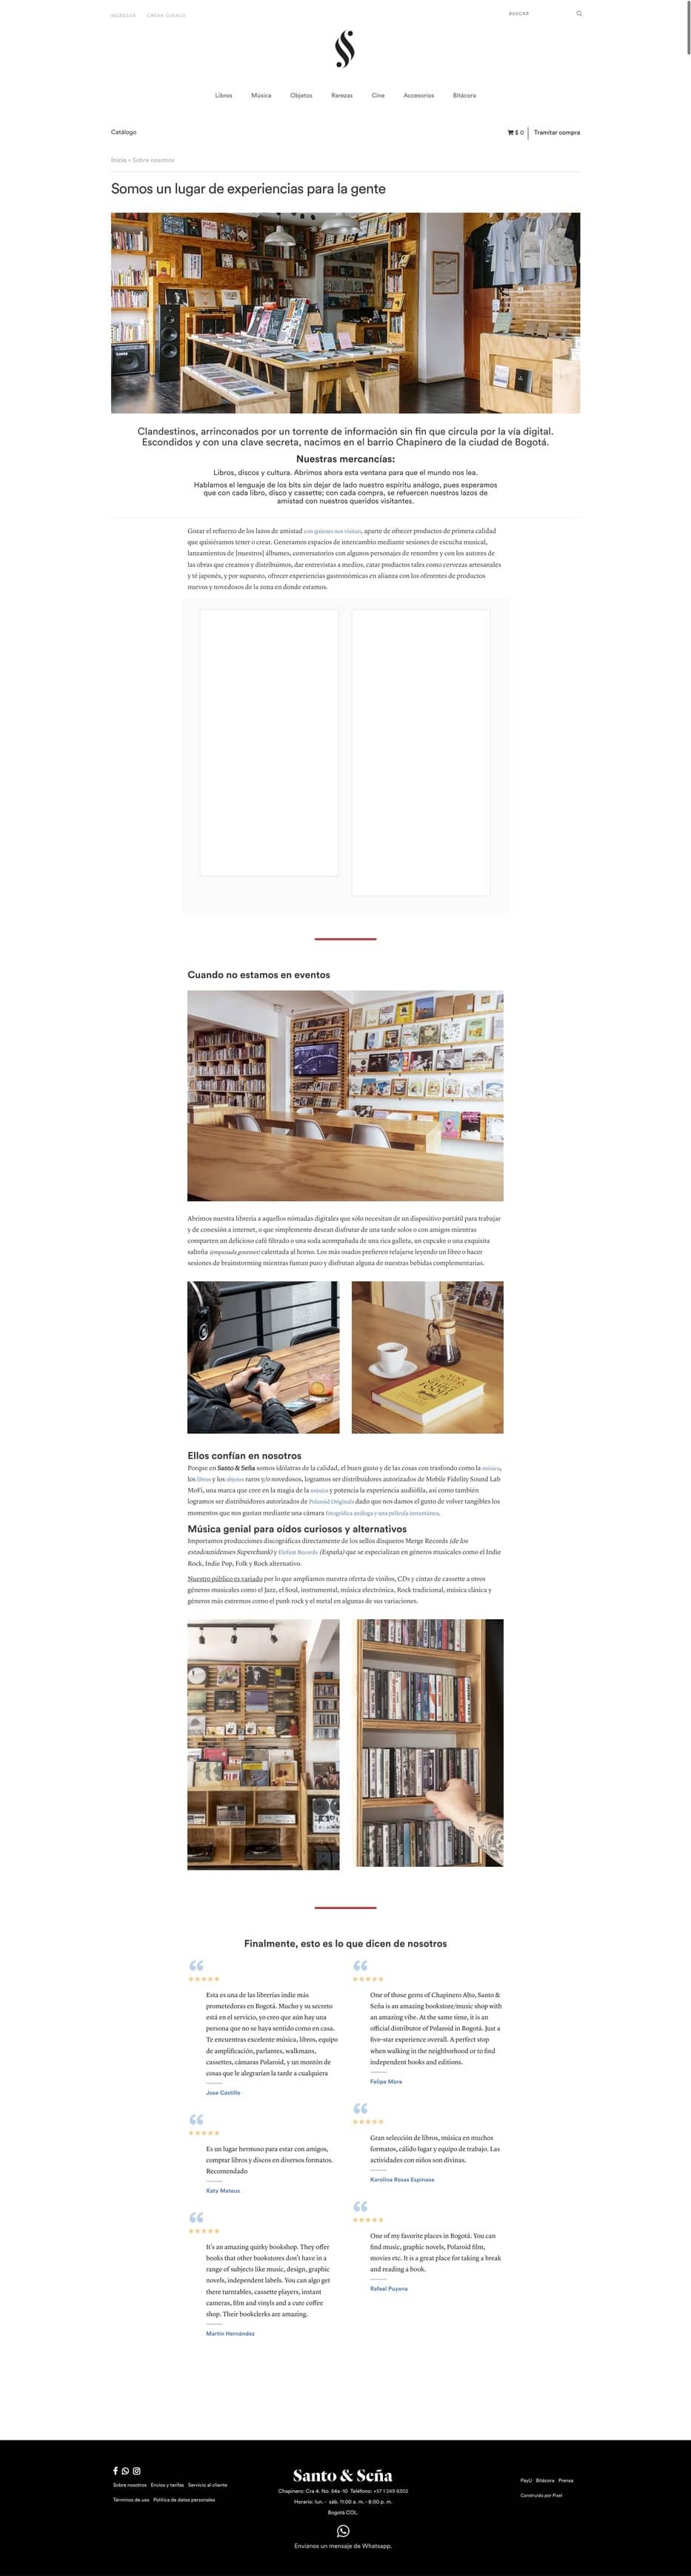 INGRESAR CREAR CUENTA BUSCAR
Libros Música Objetos Rarezas Cine Accesorios Bitácora
Catálogo $ 0 Tramitar compra
Inicio » Sobre nosotros
Somos un lugar de experiencias para la gente
Clandestinos, arrinconados por un torrente de información sin fin que circula por la vía digital.
Escondidos y con una clave secreta, nacimos en el barrio Chapinero de la ciudad de Bogotá.
Nuestras mercancías:
Libros, discos y cultura. Abrimos ahora esta ventana para que el mundo nos lea.
Hablamos el lenguaje de los bits sin dejar de lado nuestro espíritu análogo, pues esperamos
que con cada libro, disco y cassette; con cada compra, se refuercen nuestros lazos de
amistad con nuestros queridos visitantes.
Gozar el refuerzo de los lazos de amistad con quienes nos visitan, aparte de ofrecer productos de primera calidad
que quisiéramos tener o crear. Generamos espacios de intercambio mediante sesiones de escucha musical,
lanzamientos de [nuestros] álbumes, conversatorios con algunos personajes de renombre y con los autores de
las obras que creamos y distribuimos, dar entrevistas a medios, catar productos tales como cervezas artesanales
y té japonés, y por supuesto, ofrecer experiencias gastronómicas en alianza con los oferentes de productos
nuevos y novedosos de la zona en donde estamos.
Cuando no estamos en eventos
Abrimos nuestra librería a aquellos nómadas digitales que sólo necesitan de un dispositivo portátil para trabajar
y de conexión a internet, o que simplemente desean disfrutar de una tarde solos o con amigos mientras
comparten un delicioso café filtrado o una soda acompañada de una rica galleta, un cupcake o una exquisita
salteña (empanada gourmet) calentada al horno. Los más osados prefieren relajarse leyendo un libro o hacer
sesiones de brainstorming mientras fuman puro y disfrutan alguna de nuestras bebidas complementarias.
Ellos confían en nosotros
Porque en Santo & Seña somos idólatras de la calidad, el buen gusto y de las cosas con trasfondo como la música,
los libros y los objetos raros y/o novedosos, logramos ser distribuidores autorizados de Mobile Fidelity Sound Lab
MoFi, una marca que cree en la magia de la música y potencia la experiencia audiófila, así como también
logramos ser distribuidores autorizados de Polaroid Originals dado que nos damos el gusto de volver tangibles los
momentos que nos gustan mediante una cámara fotográfica análoga y una película instantánea.
Música genial para oídos curiosos y alternativos
Importamos producciones discográficas directamente de los sellos disqueros Merge Records (de los
estadounidenses Superchunk) y Elefant Records (España) que se especializan en géneros musicales como el Indie
Rock, Indie Pop, Folk y Rock alternativo.
Nuestro público es variado por lo que ampliamos nuestra oferta de vinilos, CDs y cintas de cassette a otros
géneros musicales como el Jazz, el Soul, instrumental, música electrónica, Rock tradicional, música clásica y
géneros más extremos como el punk rock y el metal en algunas de sus variaciones.
Finalmente, esto es lo que dicen de nosotros
Esta es una de las librerías indie más
prometedoras en Bogotá. Mucho y su secreto
está en el servicio, yo creo que aún hay una
persona que no se haya sentido como en casa.
Te encuentras excelente música, libros, equipo
de amplificación, parlantes, walkmans,
cassettes, cámaras Polaroid, y un montón de
cosas que le alegrarían la tarde a cualquiera
Jose Castillo
One of those gems of Chapinero Alto, Santo &
Seña is an amazing bookstore/music shop with
an amazing vibe. At the same time, it is an
official distributor of Polaroid in Bogotá. Just a
five-star experience overall. A perfect stop
when walking in the neighborhood or to find
independent books and editions.
Felipe Mora
Es un lugar hermoso para estar con amigos,
comprar libros y discos en diversos formatos.
Recomendado
Katy Mateus
Gran selección de libros, música en muchos
formatos, cálido lugar y equipo de trabajo. Las
actividades con niños son divinas.
Karolina Rosas Espinosa
It's an amazing quirky bookshop. They offer
books that other bookstores don't have in a
range of subjects like music, design, graphic
novels, independent labels. You can algo get
there turntables, cassette players, instant
cameras, film and vinyls and a cute coffee
shop. Their bookclerks are amazing.
Martín Hernández
One of my favorite places in Bogotá. You can
find music, graphic novels, Polaroid film,
movies etc. It is a great place for taking a break
and reading a book.
Rafael Puyana
Sobre nosotros Envíos y tarifas Servicio al cliente
Términos de uso Política de datos personales
Santo & Seña
Chapinero: Cra 4. No. 54a -10 Teléfono: +57 1 249 8302
Horario: lun. - sáb. 11:00 a. m. - 8:00 p. m.
Bogotá COL.
Envíanos un mensaje de Whatsapp.
PayU Bitácora Prensa
Construido por Pixel